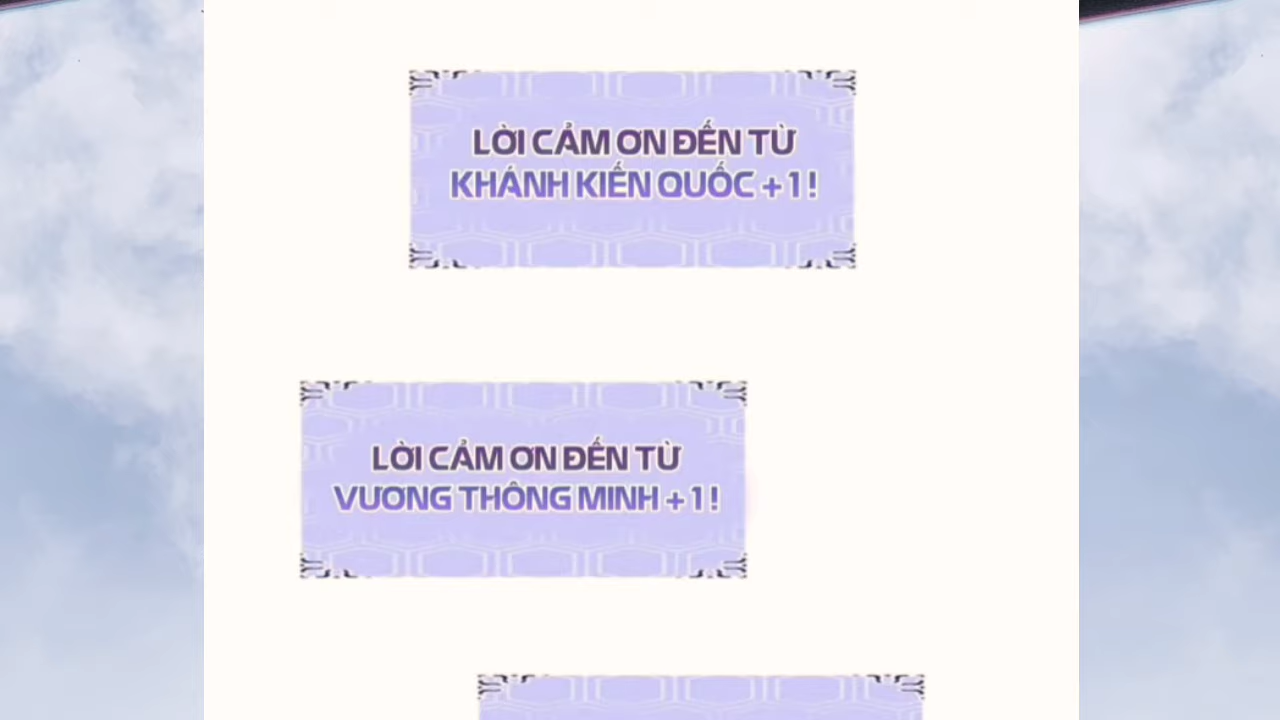 LỜI CẢM ƠN ĐẾN TỪ
KHÁNH KIẾN QUỐC +1!
LỜI CẢM ƠN ĐẾN TỪ
VƯƠNG THÔNG MINH +1!